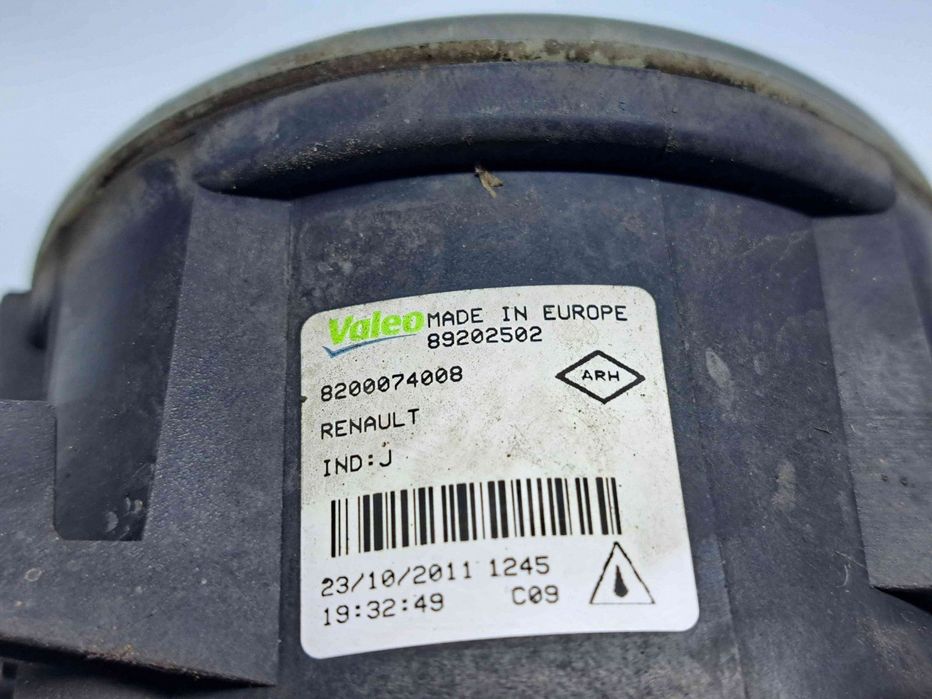 Valeo MADE IN EUROPE
89202502
8200074008
ARH
RENAULT
IND:J
23/10/2011 1245
19:32:49 C09